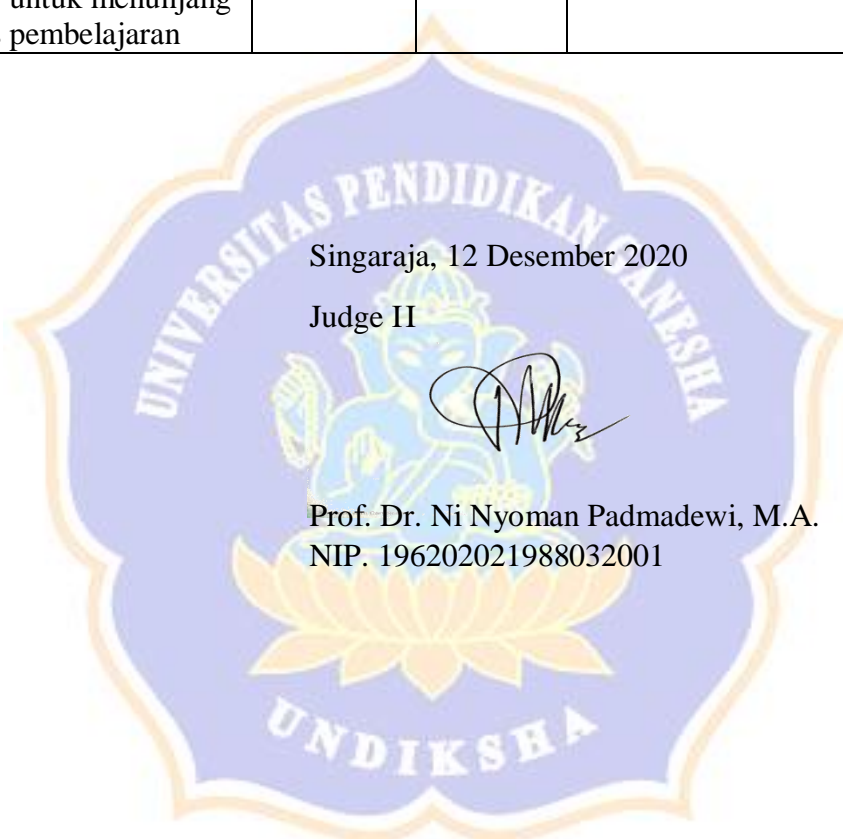 untuk menunjang
pembelajaran
UNIVERSITAS PENDIDIKAN GANESHA
Singaraja, 12 Desember 2020
Judge II
Prof. Dr. Ni Nyoman Padmadewi, M.A.
NIP. 196202021988032001
UNDIKSHA